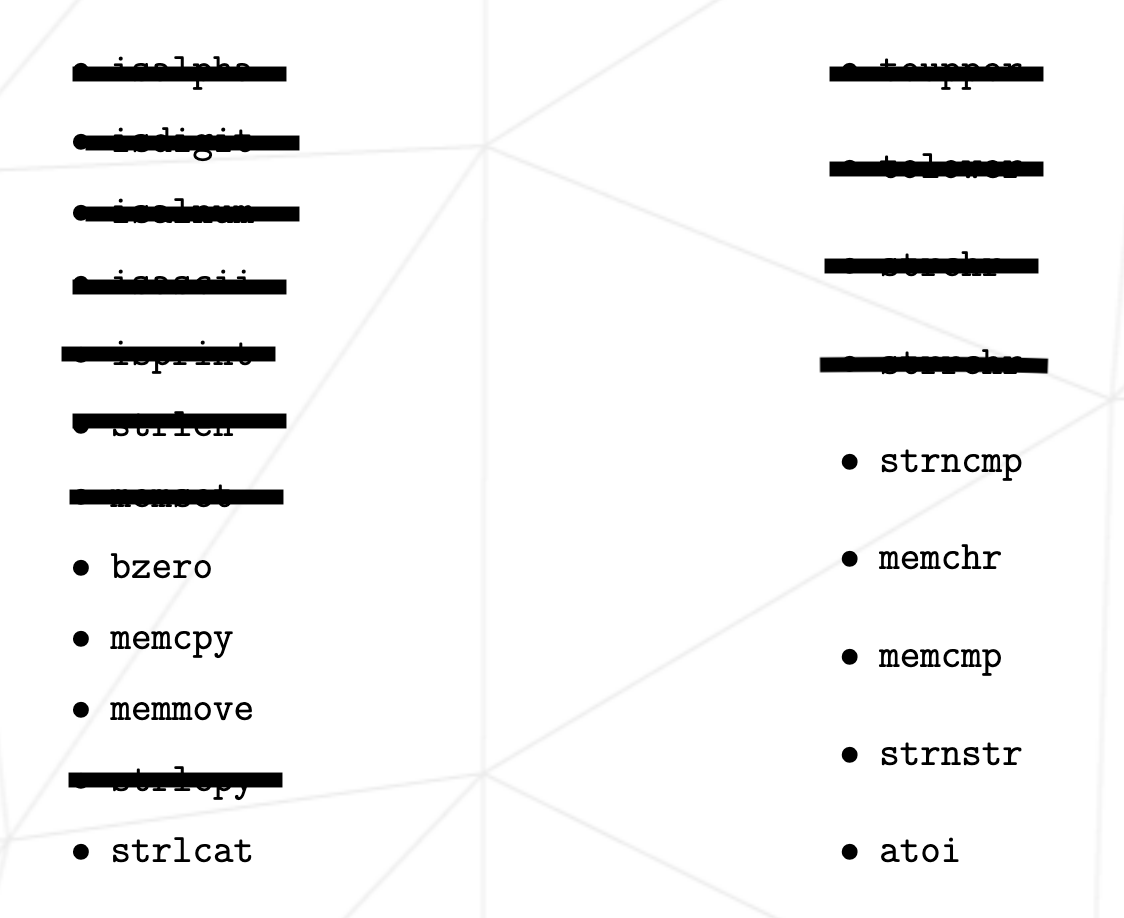 • isalpha
• isdigit
• isalnum
• isascii
• isprint
• strlen
• memset
• bzero
• memcpy
• memmove
• strlcpy
• strlcat
• toupper
• tolower
• strchr
• strrchr
• strncmp
• memchr
• memcmp
• strnstr
• atoi